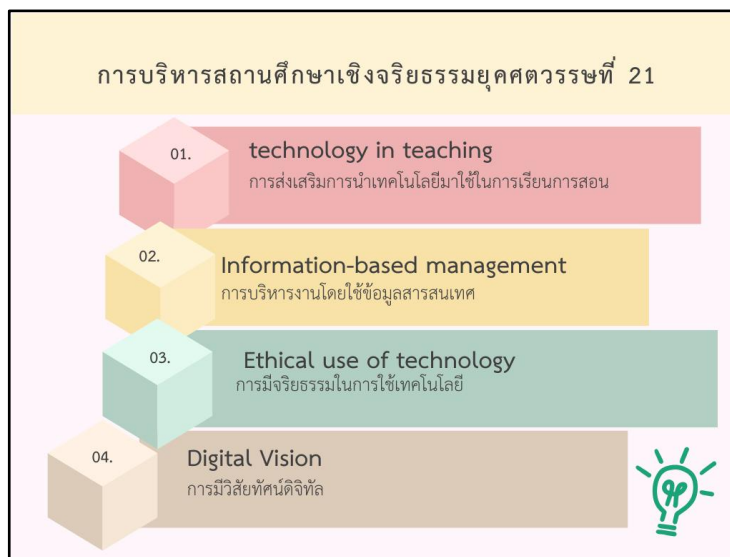 การบริหารสถานศึกษาเชิงจริยธรรมยุคศตวรรษที่ 21
01.
technology in teaching
การส่งเสริมการนำเทคโนโลยีมาใช้ในการเรียนการสอน
02.
Information-based management
การบริหารงานโดยใช้ข้อมูลสารสนเทศ
03.
Ethical use of technology
การมีจริยธรรมในการใช้เทคโนโลยี
04.
Digital Vision
การมีวิสัยทัศน์ดิจิทัล